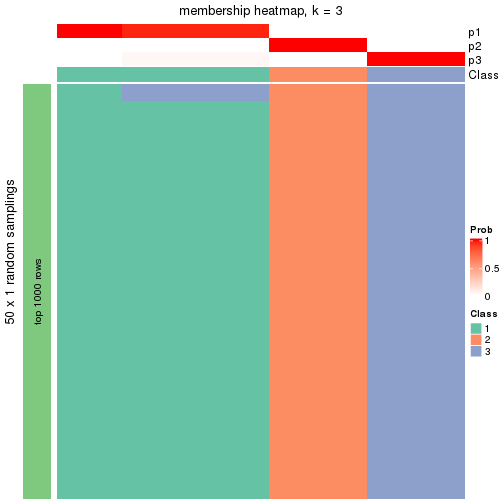 membership heatmap, k = 3
p1
p2
p3
Class
50 x 1 random samplings
top 1000 rows
Prob
1
0.5
0
Class
1
2
3